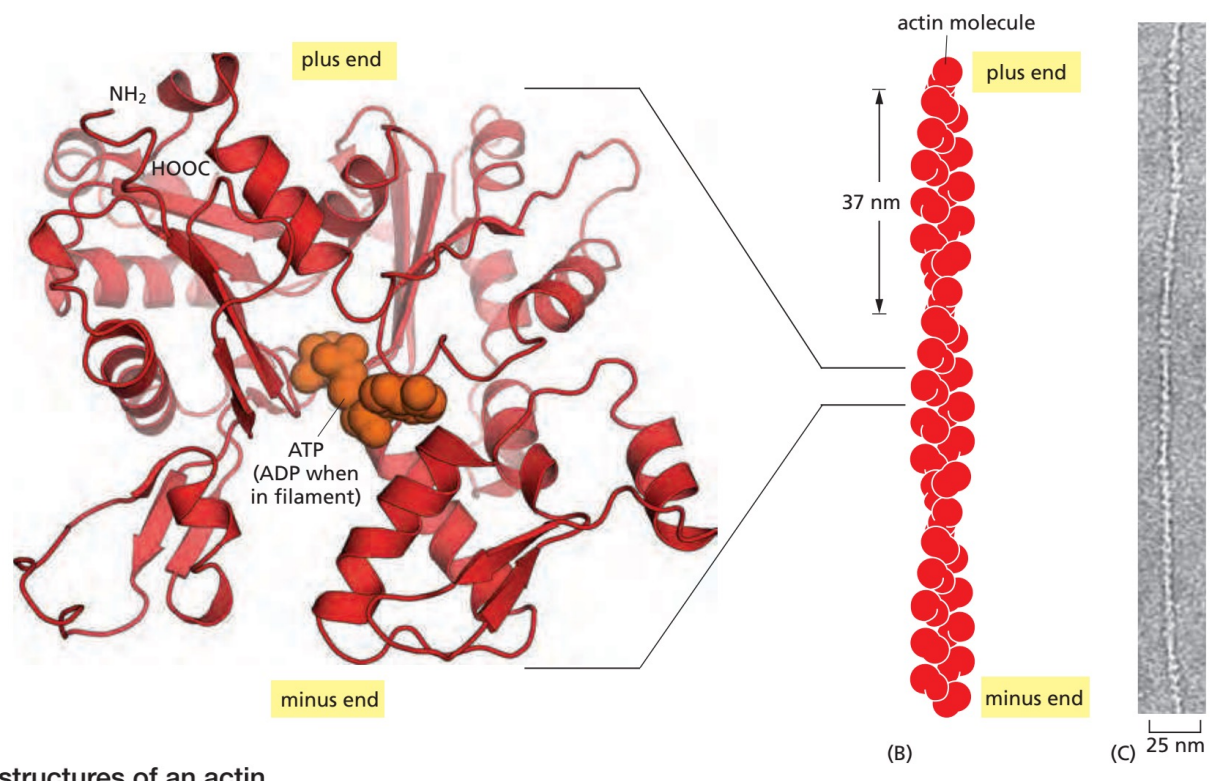 plus end
NH2
HOOC
ATP
(ADP when
in filament)
minus end
actin molecule
plus end
37 nm
minus end
(B)
(C)
25 nm
structures of an actin